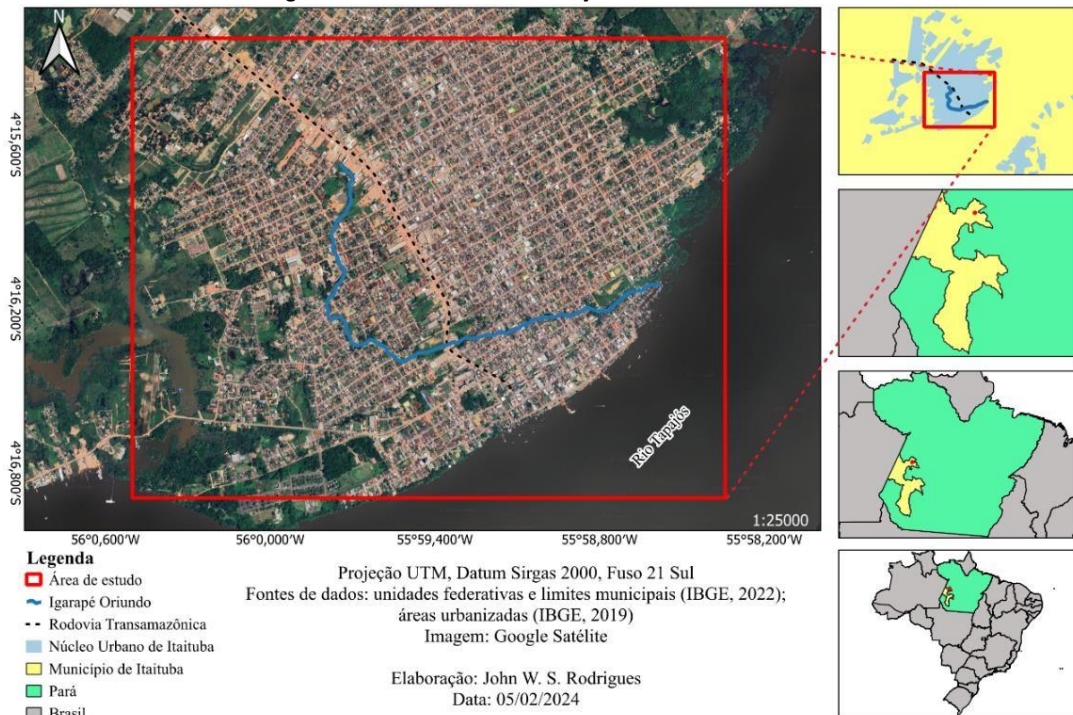 N
4°15,600'S
4°16,200'S
4°16,800'S
Rio Tapajós
1:25000
56°0,600'W
56°0,000'W
55°59,400'W
55°58,800'W
55°58,200'W
Legenda
Área de estudo
Igarapé Oriundo
Rodovia Transamazônica
Núcleo Urbano de Itaituba
Município de Itaituba
Pará
Brasil
Projeção UTM, Datum Sirgas 2000, Fuso 21 Sul
Fontes de dados: unidades federativas e limites municipais (IBGE, 2022);
áreas urbanizadas (IBGE, 2019)
Imagem: Google Satélite
Elaboração: John W. S. Rodrigues
Data: 05/02/2024